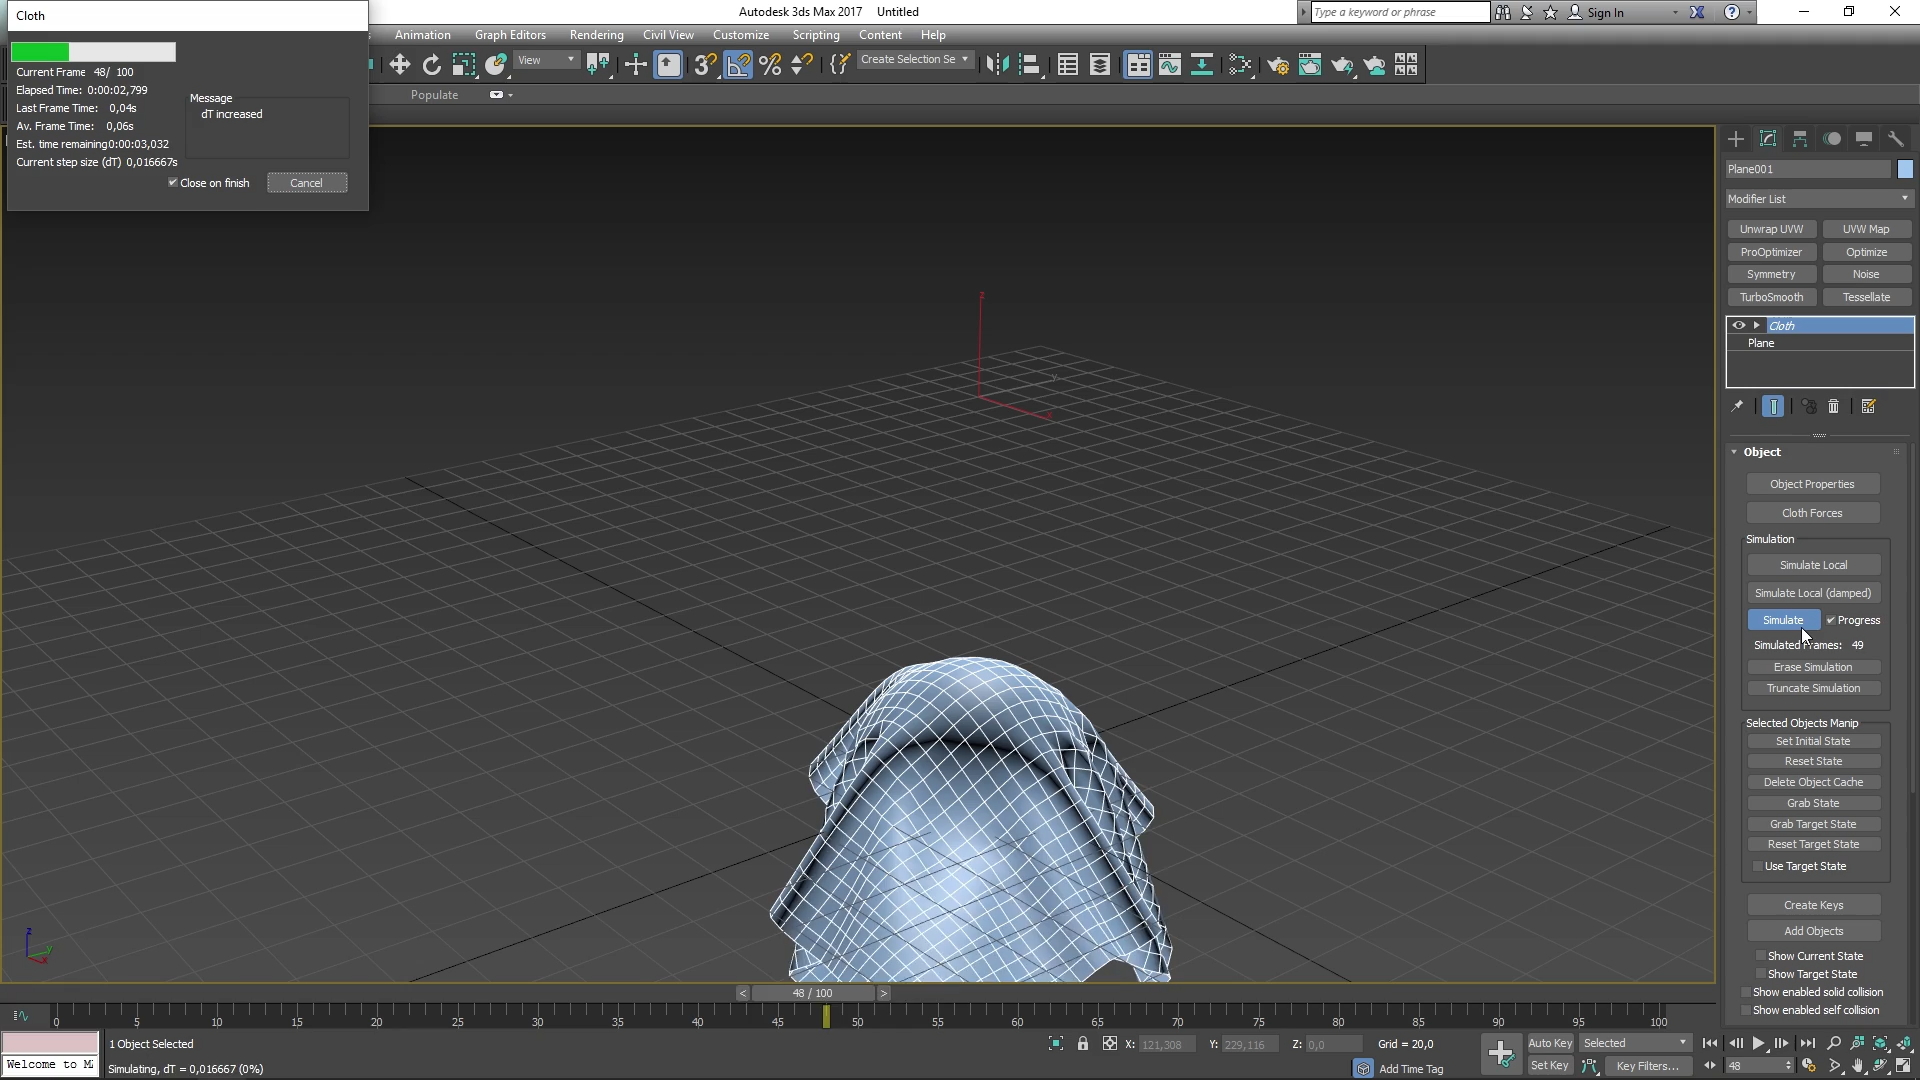 Cloth
Autodesk 3ds Max 2017 Untitled
Type a keyword or phrase
Sign In
Animation Graph Editors Rendering Civil View Customize Scripting Content Help
View
Create Selection Se
Populate
Current Frame 48/ 100
Elapsed Time: 0:00:02,799
Last Frame Time: 0,04s
Av. Frame Time: 0,06s
Est. time remaining0:00:03,032
Current step size (dT) 0,016667s
Message
dT increased
Close on finish
Cancel
Plane001
Modifier List
Unwrap UVW UVW Map
ProOptimizer Optimize
Symmetry Noise
TurboSmooth Tessellate
Cloth
Plane
Object
Object Properties
Cloth Forces
Simulation
Simulate Local
Simulate Local (damped)
Simulate Progress
Simulated Frames: 49
Erase Simulation
Truncate Simulation
Selected Objects Manip
Set Initial State
Reset State
Delete Object Cache
Grab State
Grab Target State
Reset Target State
Use Target State
Create Keys
Add Objects
Show Current State
Show Target State
Show enabled solid collision
Show enabled self collision
z
y
x
z
y
x
< 48 / 100 >
0 5 10 15 20 25 30 35 40 45 50 55 60 65 70 75 80 85 90 95 100
1 Object Selected
X: 121,308 Y: 229,116 Z: 0,0 Grid = 20,0
Auto Key Selected
Welcome to M
Simulating, dT = 0,016667 (0%)
Add Time Tag
Set Key Key Filters... 48